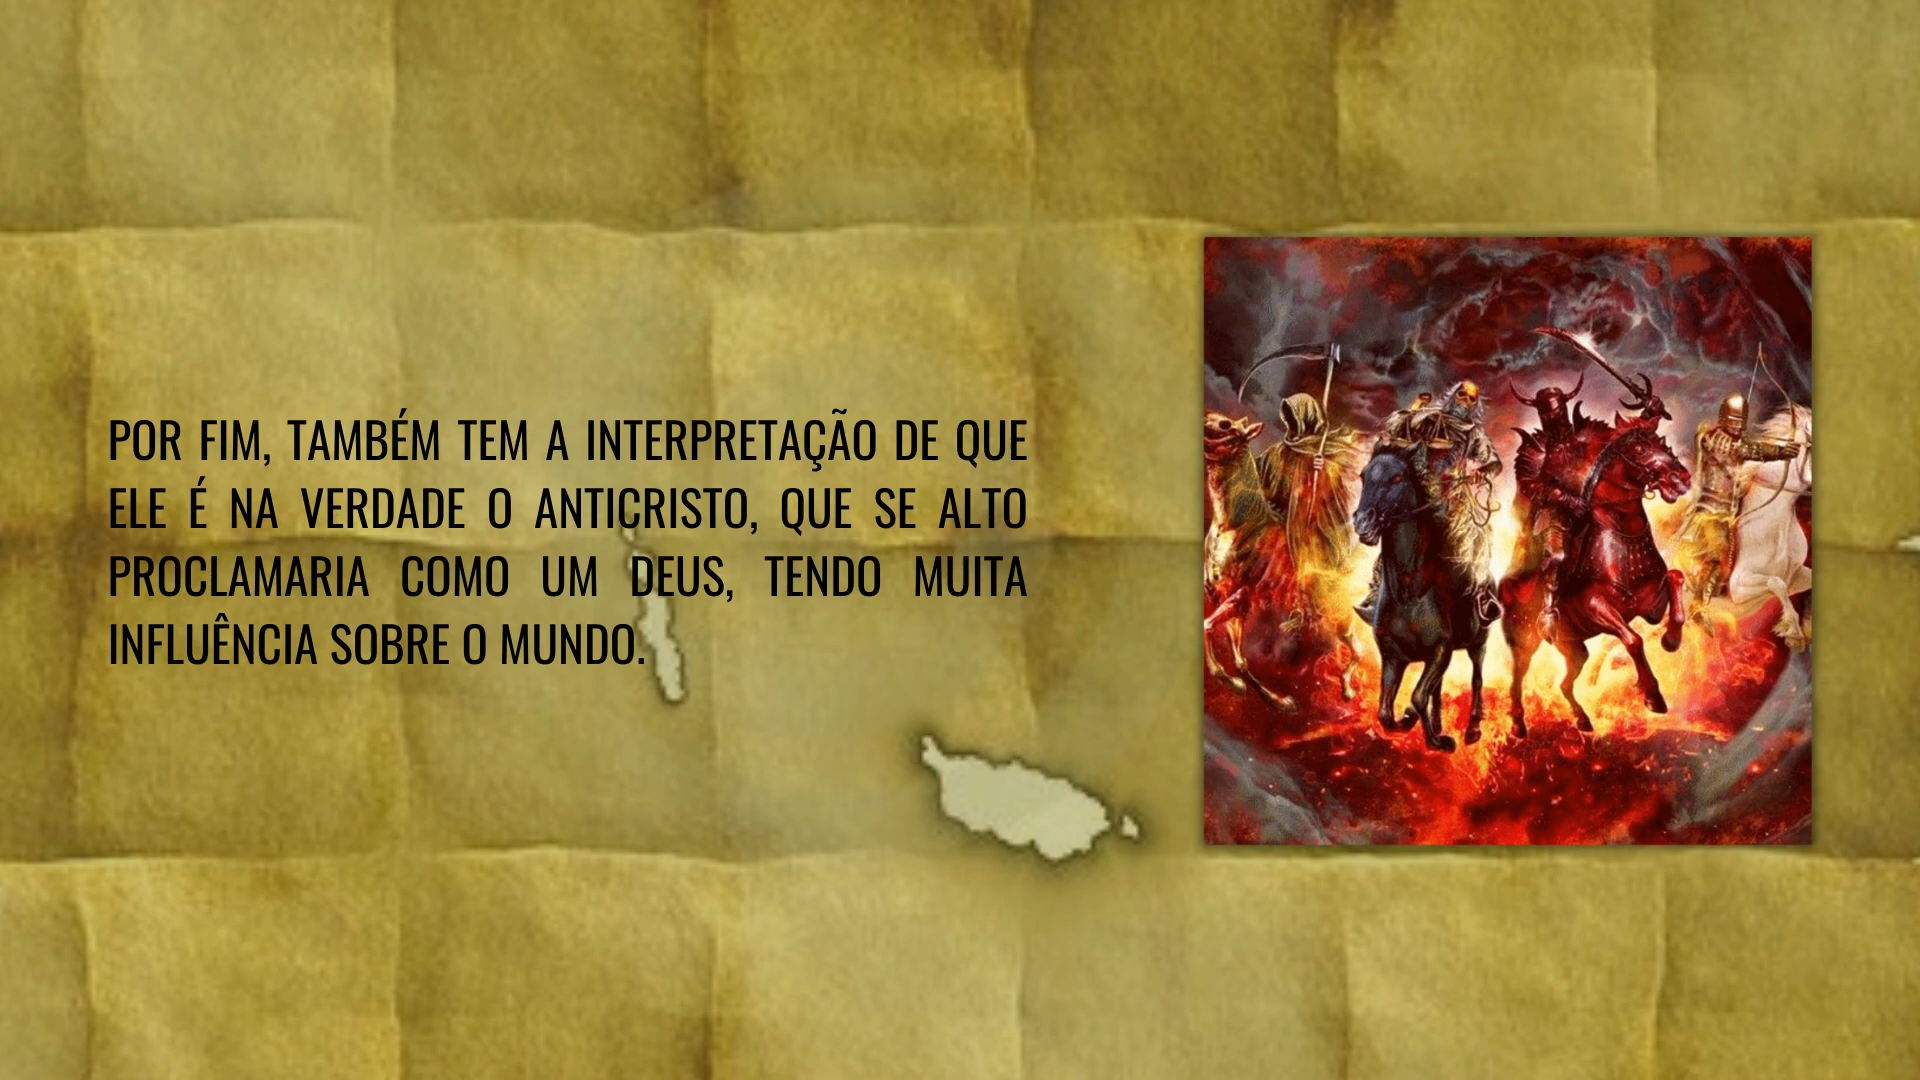 POR FIM, TAMBÉM TEM A INTERPRETAÇÃO DE QUE
ELE É NA VERDADE O ANTICRISTO, QUE SE ALTO
PROCLAMARIA COMO UM DEUS, TENDO MUITA
INFLUÊNCIA SOBRE O MUNDO.